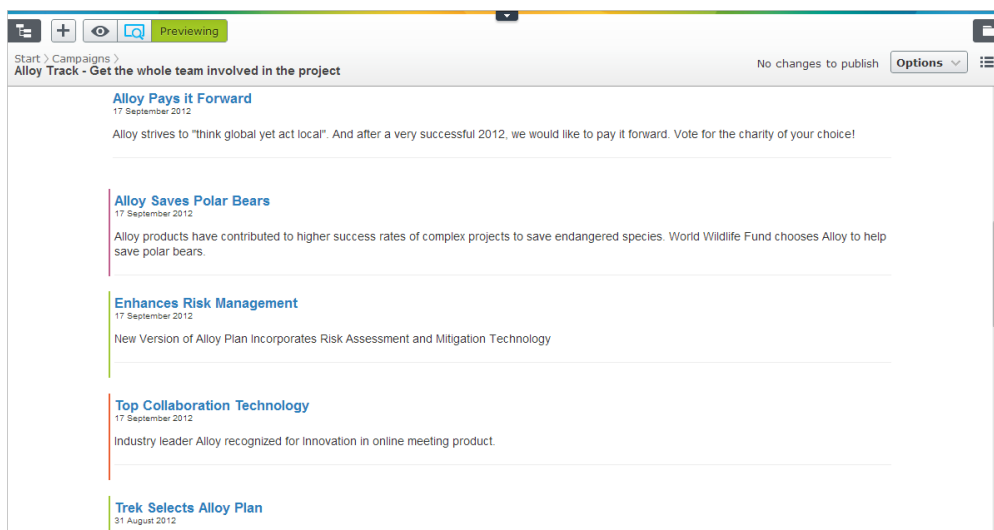 Previewing
Start > Campaigns >
Alloy Track - Get the whole team involved in the project
No changes to publish
Options
Alloy Pays it Forward
17 September 2012
Alloy strives to "think global yet act local". And after a very successful 2012, we would like to pay it forward. Vote for the charity of your choice!
Alloy Saves Polar Bears
17 September 2012
Alloy products have contributed to higher success rates of complex projects to save endangered species. World Wildlife Fund chooses Alloy to help
save polar bears.
Enhances Risk Management
17 September 2012
New Version of Alloy Plan Incorporates Risk Assessment and Mitigation Technology
Top Collaboration Technology
17 September 2012
Industry leader Alloy recognized for Innovation in online meeting product.
Trek Selects Alloy Plan
31 August 2012